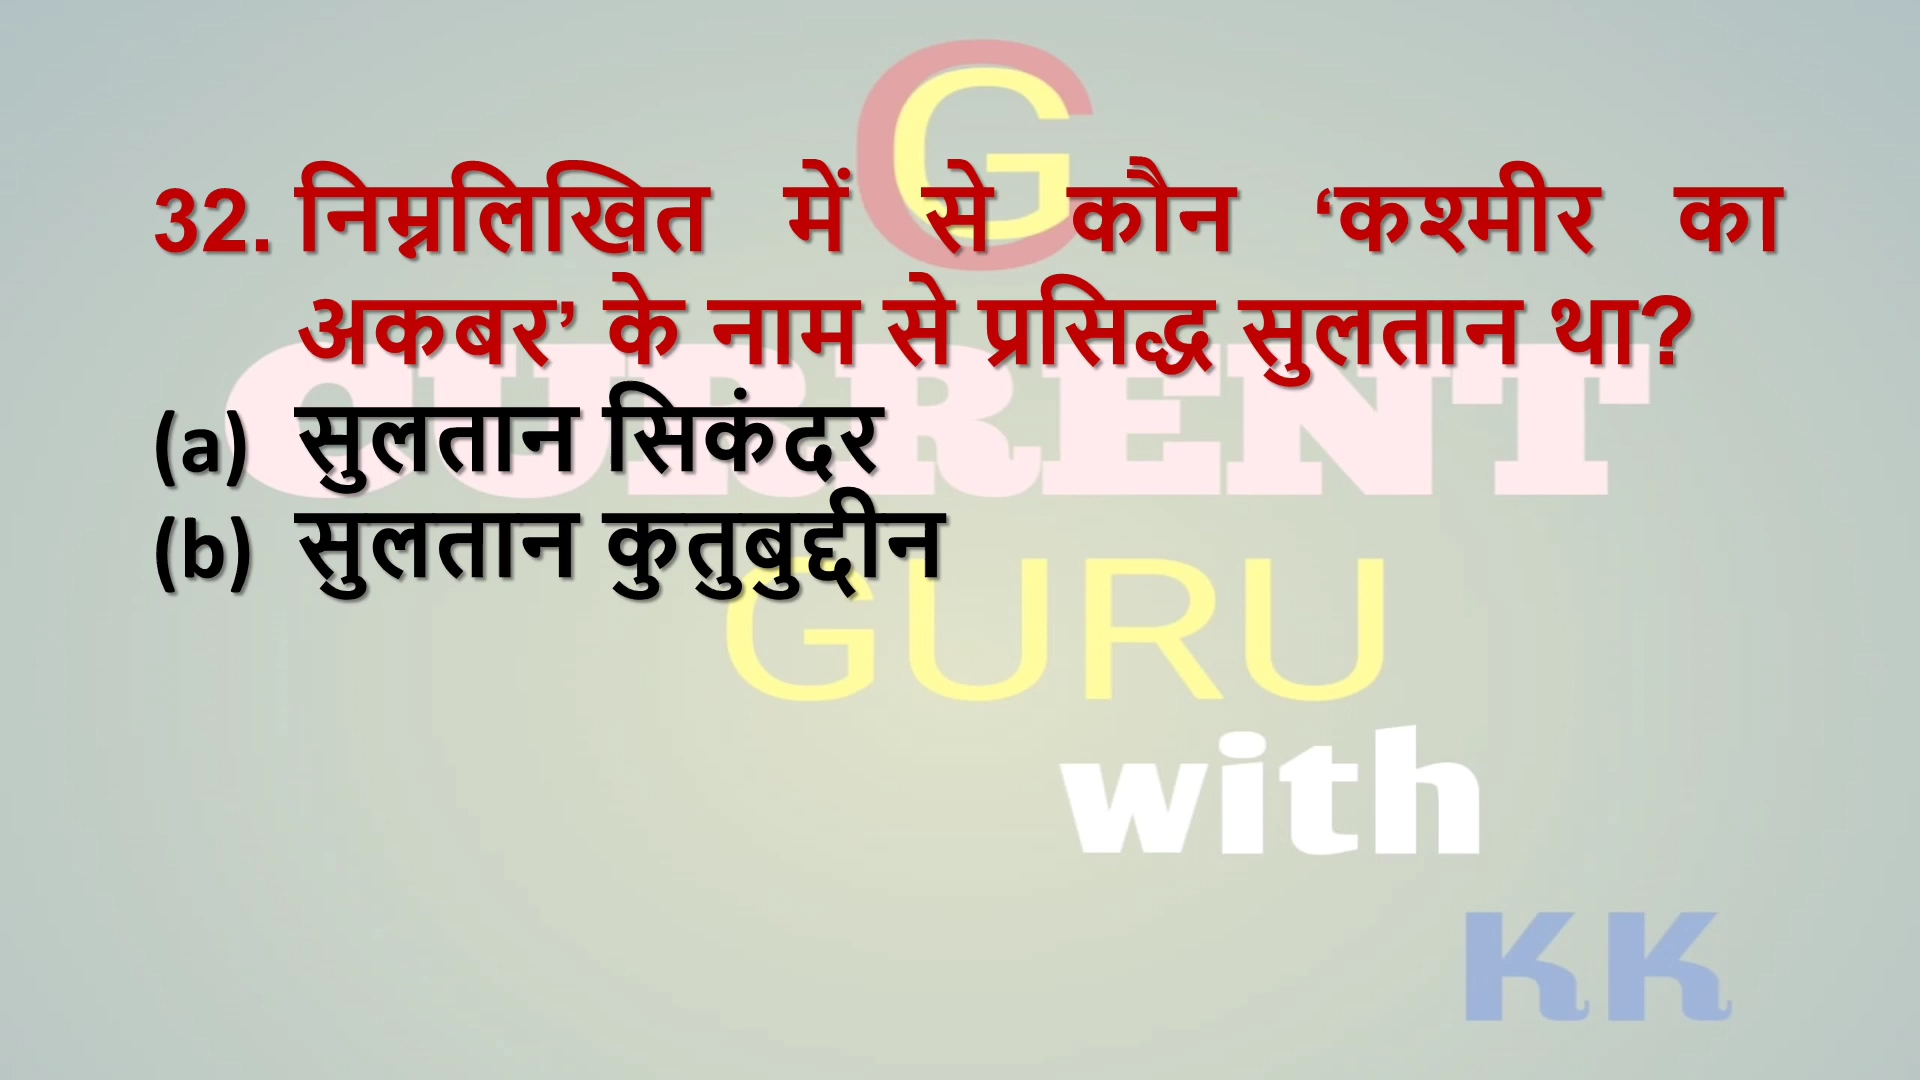 G
32. निम्नलिखित में से कौन ‘कश्मीर का
अकबर’ के नाम से प्रसिद्ध सुलतान था?
CURRENT
(a) सुलतान सिकंदर
(b) सुलतान कुतुबुद्दीन
GURU
with
KK